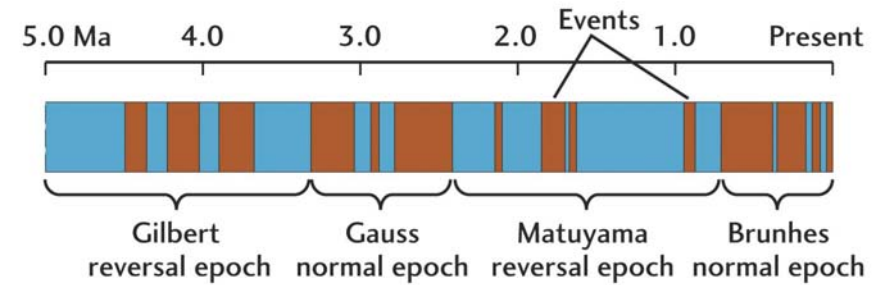 Events
5.0 Ma 4.0 3.0 2.0 1.0 Present
Gilbert
reversal epoch
Gauss
normal epoch
Matuyama
reversal epoch
Brunhes
normal epoch